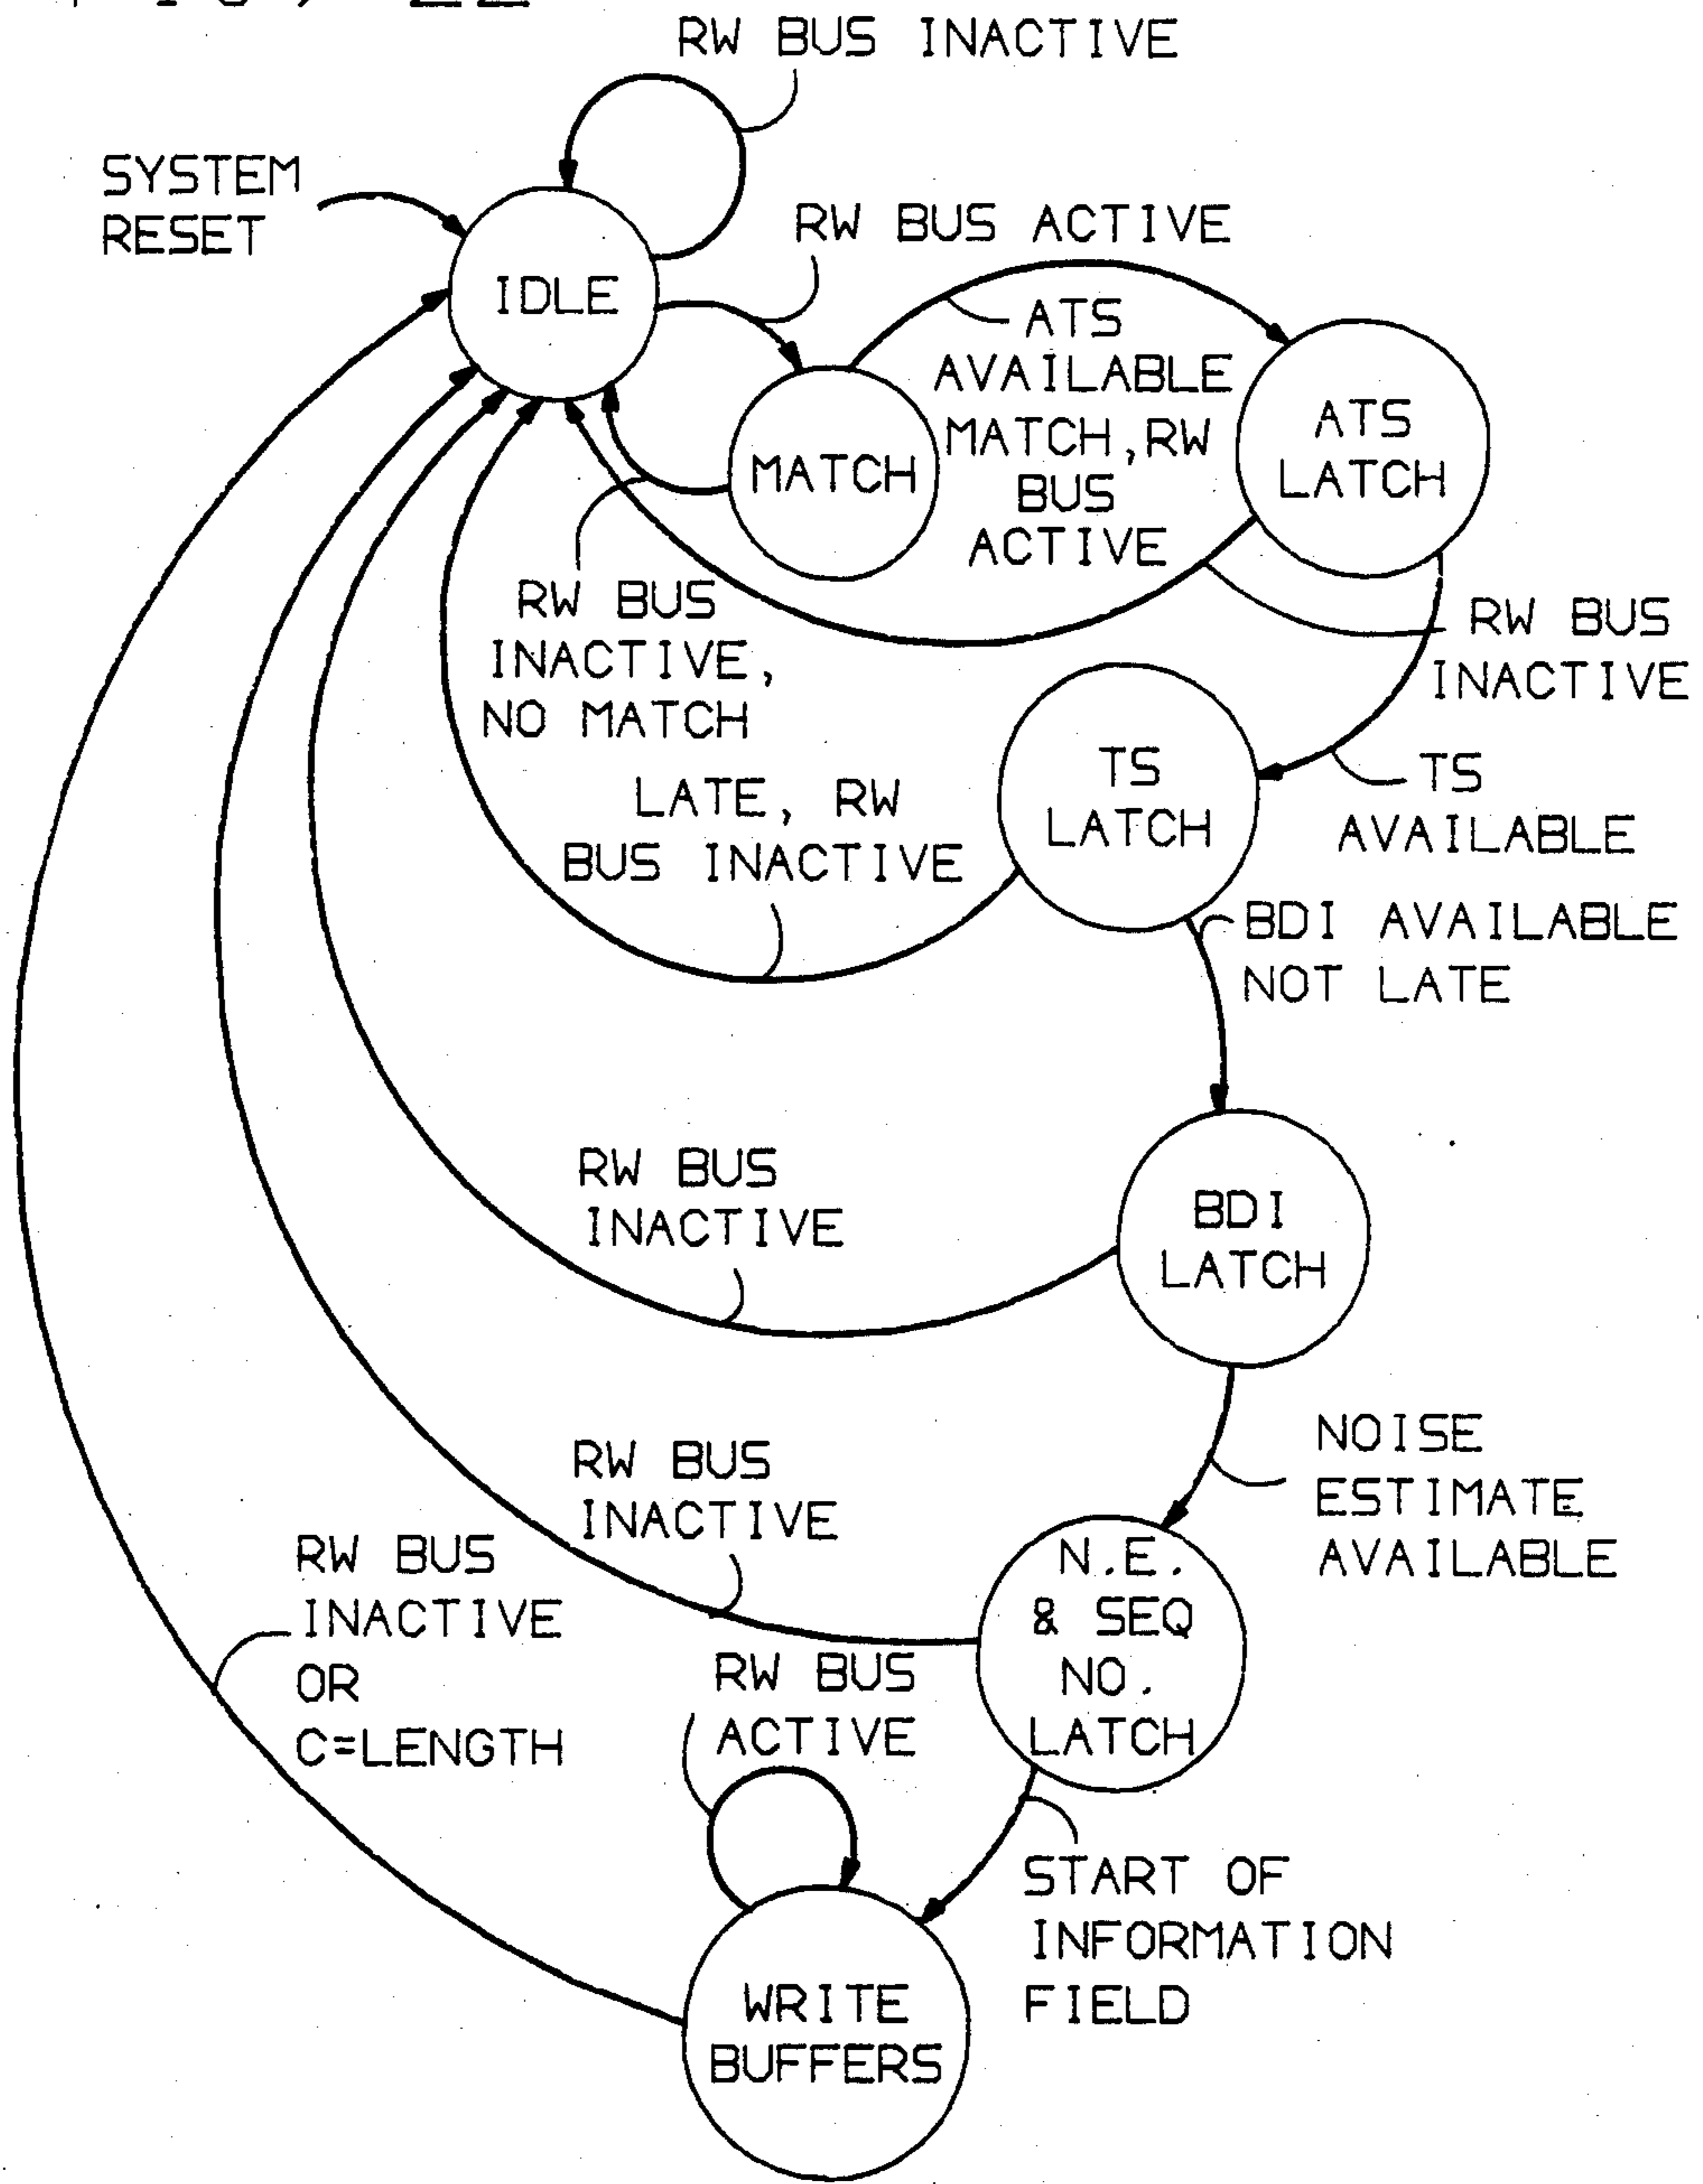 RW BUS INACTIVE
SYSTEM
RESET
RW BUS ACTIVE
IDLE
ATS
AVAILABLE
MATCH,RW
BUS
ACTIVE
ATS
LATCH
MATCH
RW BUS
INACTIVE,
NO MATCH
RW BUS
INACTIVE
TS
LATCH
TS
AVAILABLE
LATE, RW
BUS INACTIVE
BDI AVAILABLE
NOT LATE
RW BUS
INACTIVE
BDI
LATCH
NOISE
ESTIMATE
AVAILABLE
RW BUS
INACTIVE
N.E.
& SEQ
NO.
LATCH
RW BUS
INACTIVE
OR
C=LENGTH
RW BUS
ACTIVE
START OF
INFORMATION
FIELD
WRITE
BUFFERS